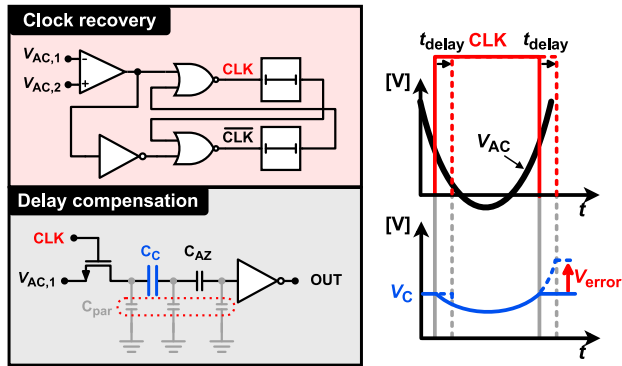 Clock recovery
V_AC,1 -
V_AC,2 +
CLK
C̅L̅K̅
Delay compensation
CLK
V_AC,1
C_C
C_AZ
C_par
OUT
t_delay CLK t_delay
[V]
V_AC
t
[V]
V_C
V_error
t